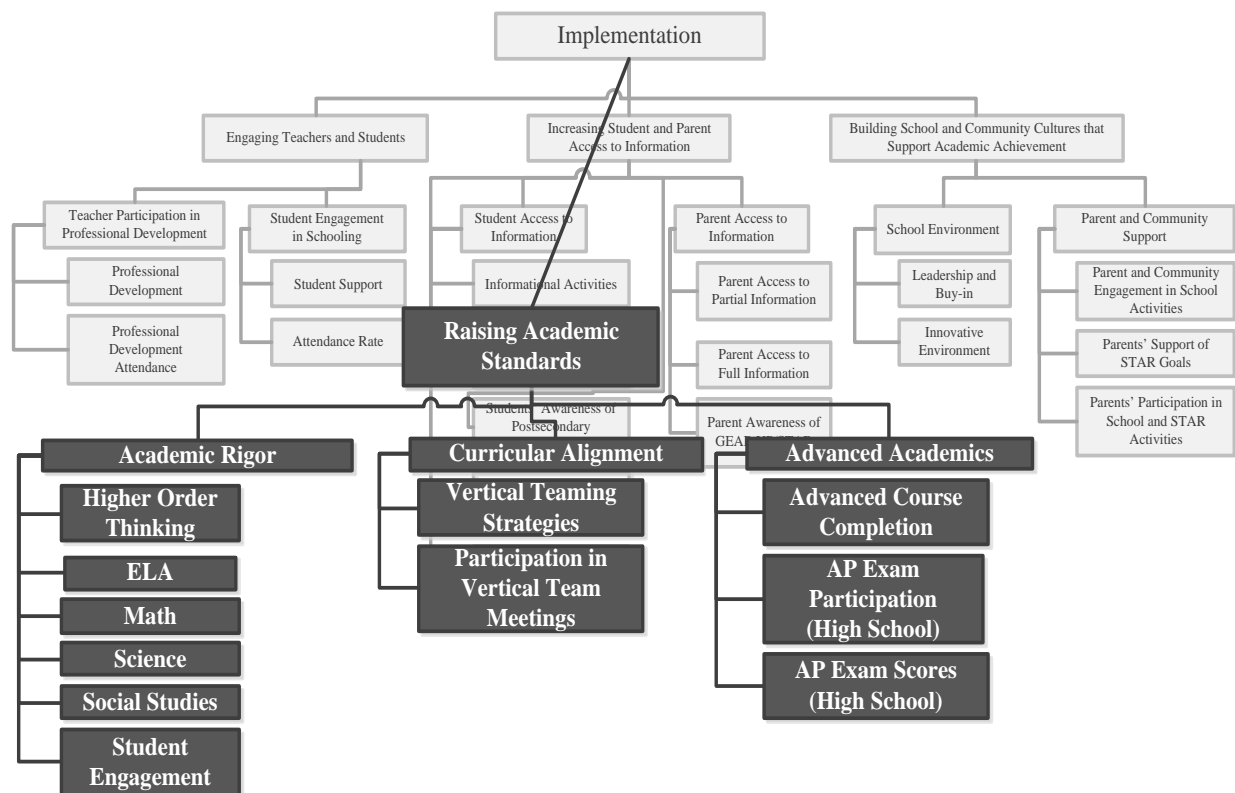 Implementation
Engaging Teachers and Students
Increasing Student and Parent
Access to Information
Building School and Community Cultures that
Support Academic Achievement
Teacher Participation in
Professional Development
Professional
Development
Professional
Development
Attendance
Student Engagement
in Schooling
Student Support
Attendance Rate
Student Access to
Information
Informational Activities
Students' Awareness of
Postsecondary
Parent Access to
Information
Parent Access to
Partial Information
Parent Access to
Full Information
Parent Awareness of
School Environment
Leadership and
Buy-in
Innovative
Environment
Parent and Community
Support
Parent and Community
Engagement in School
Activities
Parents' Support of
STAR Goals
Parents' Participation in
School and STAR
Activities
Raising Academic
Standards
Academic Rigor
Higher Order
Thinking
ELA
Math
Science
Social Studies
Student
Engagement
Curricular Alignment
Vertical Teaming
Strategies
Participation in
Vertical Team
Meetings
Advanced Academics
Advanced Course
Completion
AP Exam
Participation
(High School)
AP Exam Scores
(High School)